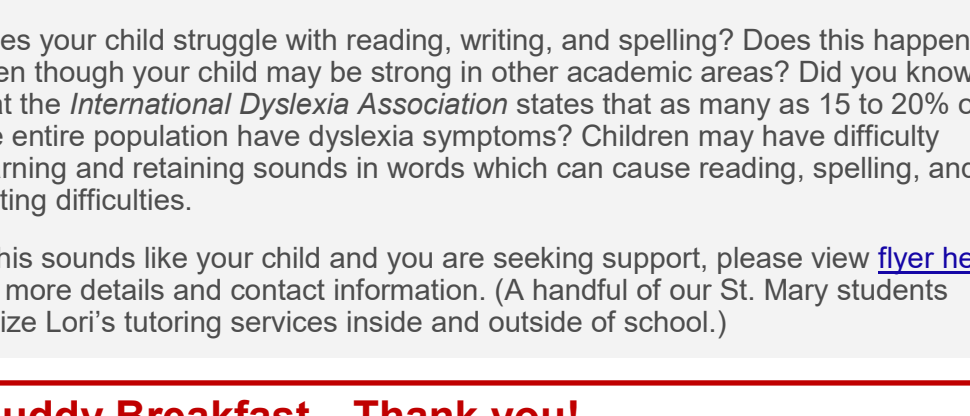 es your child struggle with reading, writing, and spelling? Does this happen
en though your child may be strong in other academic areas? Did you know
at the International Dyslexia Association states that as many as 15 to 20% o
e entire population have dyslexia symptoms? Children may have difficulty
rning and retaining sounds in words which can cause reading, spelling, and
ting difficulties.
his sounds like your child and you are seeking support, please view flyer he
more details and contact information. (A handful of our St. Mary students
ize Lori’s tutoring services inside and outside of school.)
uddy Breakfast – Thank you!